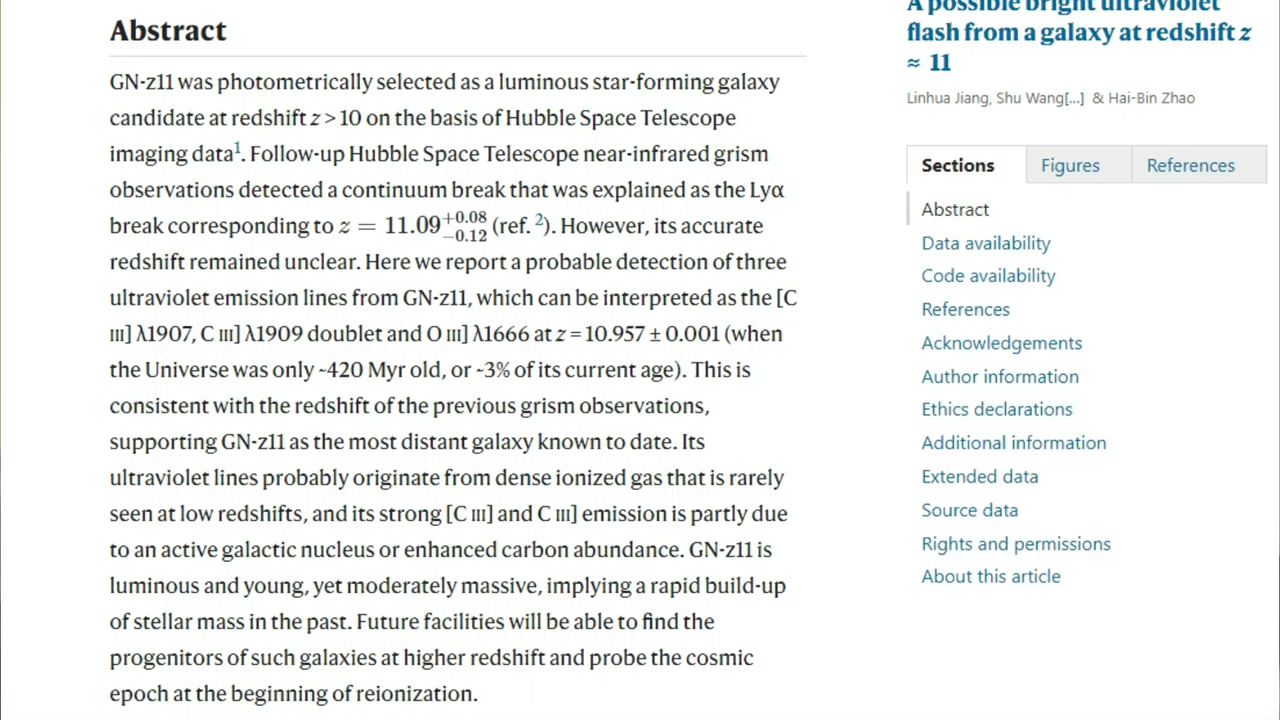 Abstract
GN-z11 was photometrically selected as a luminous star-forming galaxy
candidate at redshift z > 10 on the basis of Hubble Space Telescope
imaging data1. Follow-up Hubble Space Telescope near-infrared grism
observations detected a continuum break that was explained as the Lyα
break corresponding to z = 11.09+0.08−0.12 (ref. 2). However, its accurate
redshift remained unclear. Here we report a probable detection of three
ultraviolet emission lines from GN-z11, which can be interpreted as the [C
III] λ1907, C III] λ1909 doublet and O III] λ1666 at z = 10.957 ± 0.001 (when
the Universe was only ~420 Myr old, or ~3% of its current age). This is
consistent with the redshift of the previous grism observations,
supporting GN-z11 as the most distant galaxy known to date. Its
ultraviolet lines probably originate from dense ionized gas that is rarely
seen at low redshifts, and its strong [C III] and C III] emission is partly due
to an active galactic nucleus or enhanced carbon abundance. GN-z11 is
luminous and young, yet moderately massive, implying a rapid build-up
of stellar mass in the past. Future facilities will be able to find the
progenitors of such galaxies at higher redshift and probe the cosmic
epoch at the beginning of reionization.
A possible bright ultraviolet
flash from a galaxy at redshift z
≈ 11
Linhua Jiang, Shu Wang[...] & Hai-Bin Zhao
Sections Figures References
Abstract
Data availability
Code availability
References
Acknowledgements
Author information
Ethics declarations
Additional information
Extended data
Source data
Rights and permissions
About this article